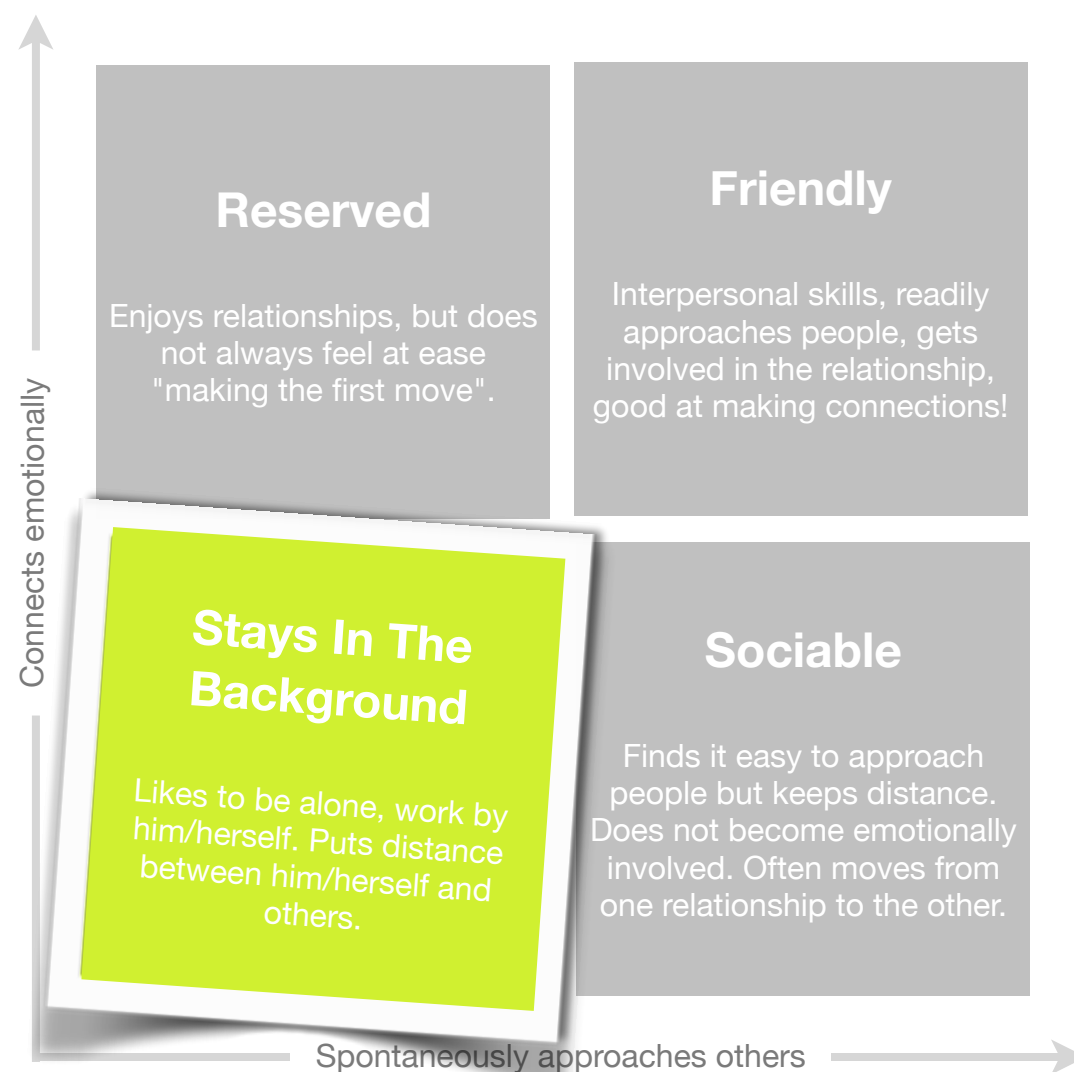 Connects emotionally
Reserved
Enjoys relationships, but does
not always feel at ease
"making the first move".
Friendly
Interpersonal skills, readily
approaches people, gets
involved in the relationship,
good at making connections!
Stays In The
Background
Likes to be alone, work by
him/herself. Puts distance
between him/herself and
others.
Sociable
Finds it easy to approach
people but keeps distance.
Does not become emotionally
involved. Often moves from
one relationship to the other.
Spontaneously approaches others